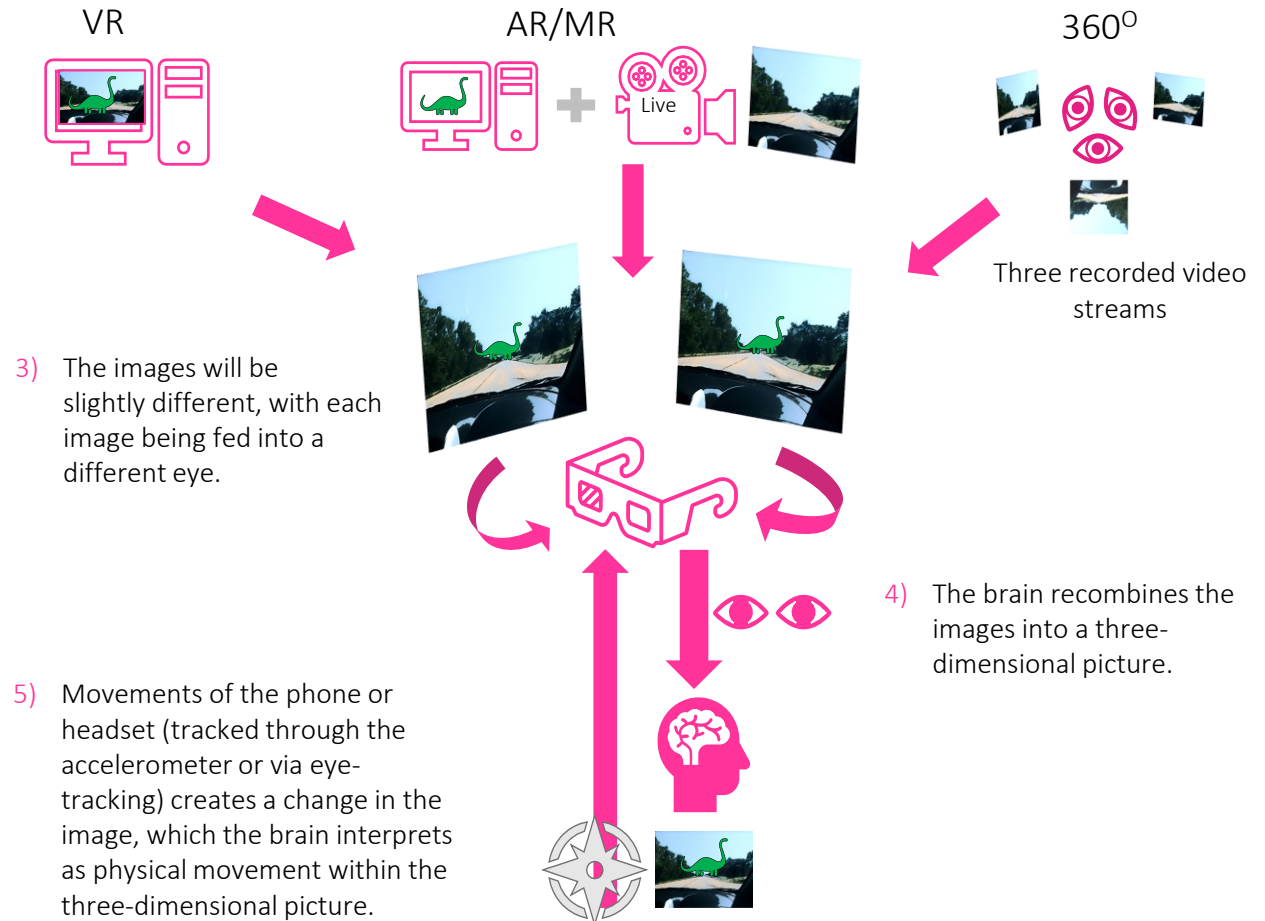 VR
AR/MR
360⁰
Live
Three recorded video
streams
3) The images will be
slightly different, with each
image being fed into a
different eye.
4) The brain recombines the
images into a three-
dimensional picture.
5) Movements of the phone or
headset (tracked through the
accelerometer or via eye-
tracking) creates a change in the
image, which the brain interprets
as physical movement within the
three-dimensional picture.